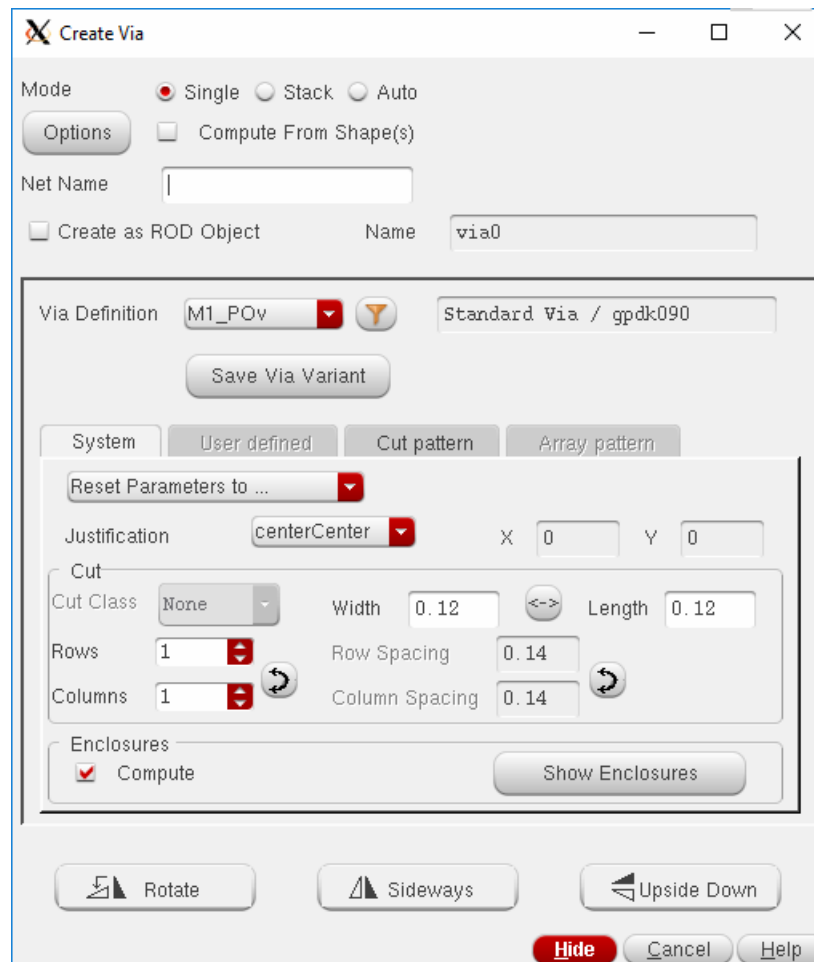 Create Via
Mode Single Stack Auto
Options Compute From Shape(s)
Net Name
Create as ROD Object Name via0
Via Definition M1_POv Standard Via / gpdk090
Save Via Variant
System User defined Cut pattern Array pattern
Reset Parameters to ...
Justification centerCenter X 0 Y 0
Cut
Cut Class None Width 0.12 <-> Length 0.12
Rows 1 Row Spacing 0.14
Columns 1 Column Spacing 0.14
Enclosures
Compute Show Enclosures
Rotate Sideways Upside Down
Hide Cancel Help